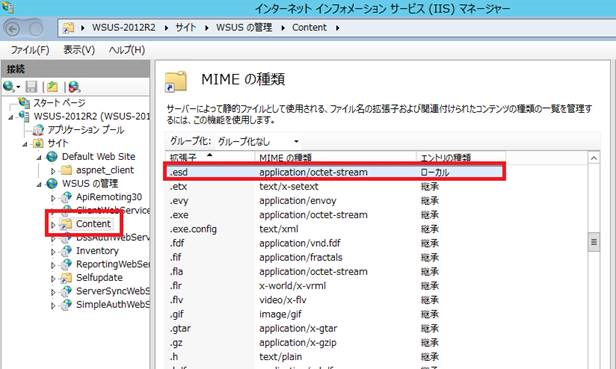 インターネット インフォメーション サービス (IIS) マネージャー
WSUS-2012R2 ▸ サイト ▸ WSUS の管理 ▸ Content ▸
ファイル(F) 表示(V) ヘルプ(H)
接続
スタート ページ
WSUS-2012R2 (WSUS-201
アプリケーション プール
サイト
Default Web Site
aspnet_client
WSUS の管理
ApiRemoting30
ClientWebService
Content
DssAuthWebServ
Inventory
ReportingWebSer
Selfupdate
ServerSyncWebS
SimpleAuthWebS
MIME の種類
サーバーによって静的ファイルとして使用される、ファイル名の拡張子および関連付けられたコンテンツの種類の一覧を管理す
るには、この機能を使用します。
グループ化: グループ化なし
拡張子 MIME の種類 エントリの種類
.esd application/octet-stream ローカル
.etx text/x-setext 継承
.evy application/envoy 継承
.exe application/octet-stream 継承
.exe.config text/xml 継承
.fdf application/vnd.fdf 継承
.fif application/fractals 継承
.fla application/octet-stream 継承
.flr x-world/x-vrml 継承
.flv video/x-flv 継承
.gif image/gif 継承
.gtar application/x-gtar 継承
.gz application/x-gzip 継承
.h text/plain 継承